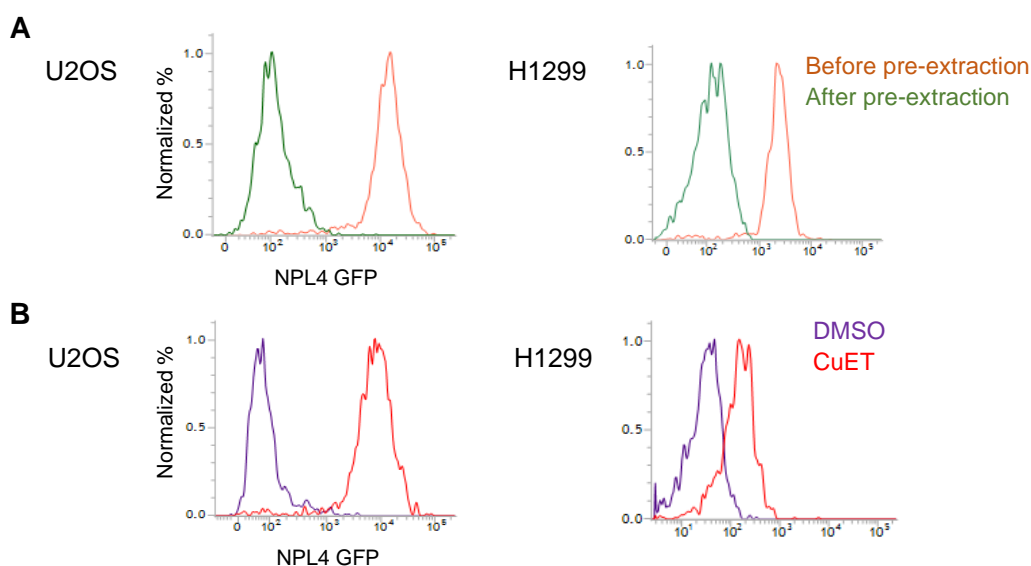 A
U2OS
H1299
Before pre-extraction
After pre-extraction
Normalized %
1.0
0.5
0.0
0 10² 10³ 10⁴ 10⁵
NPL4 GFP
1.0
0.5
0.0
0 10² 10³ 10⁴ 10⁵
B
U2OS
H1299
DMSO
CuET
Normalized %
1.0
0.5
0.0
0 10² 10³ 10⁴ 10⁵
NPL4 GFP
1.0
0.5
0.0
10¹ 10² 10³ 10⁴ 10⁵